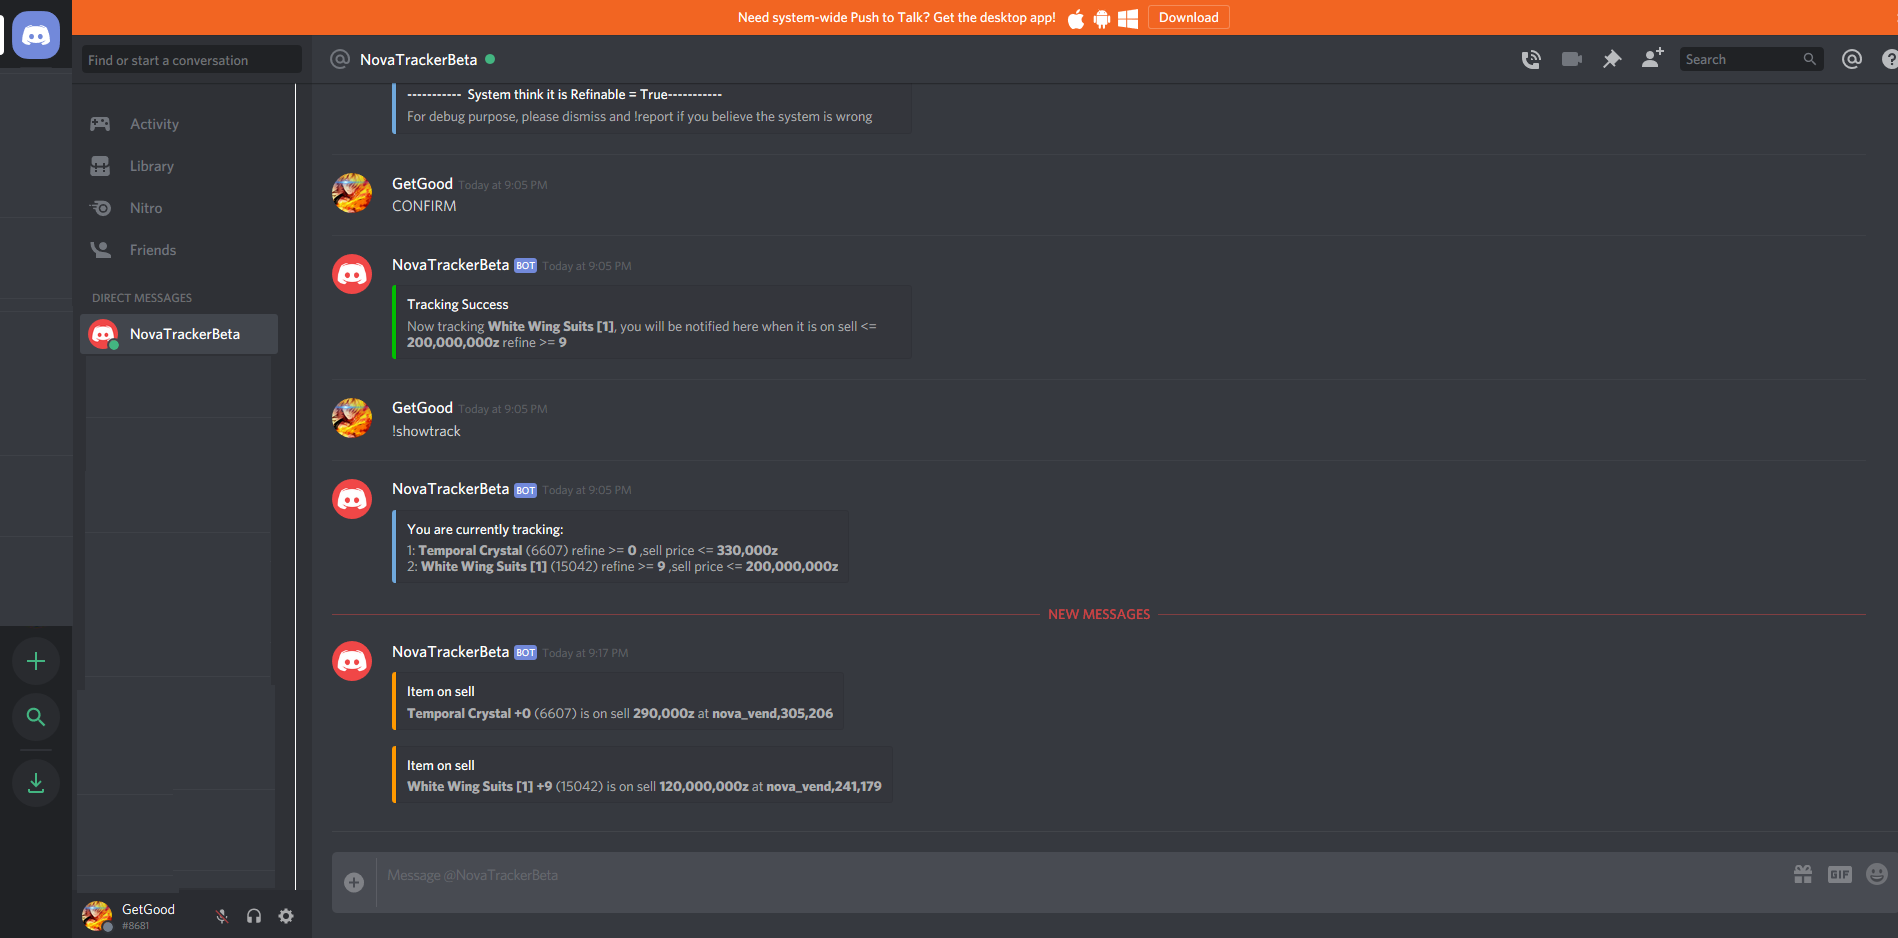 Need system-wide Push to Talk? Get the desktop app! Download
Find or start a conversation
NovaTrackerBeta
Search
Activity
Library
Nitro
Friends
DIRECT MESSAGES
NovaTrackerBeta
----------- System think it is Refinable = True-----------
For debug purpose, please dismiss and !report if you believe the system is wrong
GetGood Today at 9:05 PM
CONFIRM
NovaTrackerBeta BOT Today at 9:05 PM
Tracking Success
Now tracking White Wing Suits [1], you will be notified here when it is on sell <=
200,000,000z refine >= 9
GetGood Today at 9:05 PM
!showtrack
NovaTrackerBeta BOT Today at 9:05 PM
You are currently tracking:
1: Temporal Crystal (6607) refine >= 0 ,sell price <= 330,000z
2: White Wing Suits [1] (15042) refine >= 9 ,sell price <= 200,000,000z
NEW MESSAGES
NovaTrackerBeta BOT Today at 9:17 PM
Item on sell
Temporal Crystal +0 (6607) is on sell 290,000z at nova_vend,305,206
Item on sell
White Wing Suits [1] +9 (15042) is on sell 120,000,000z at nova_vend,241,179
Message @NovaTrackerBeta
GIF
GetGood
#8681